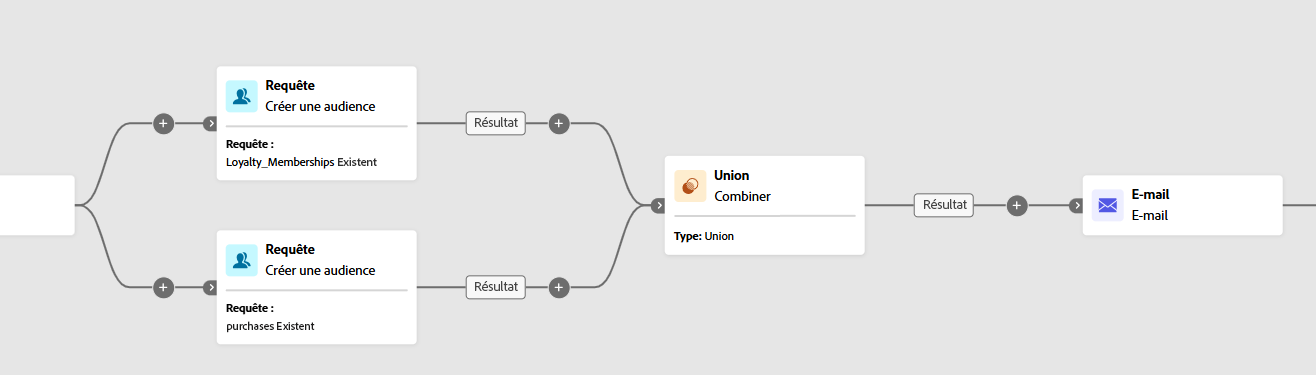 Requête
Créer une audience
Requête :
Loyalty_Memberships Existent
Résultat
Requête
Créer une audience
Requête :
purchases Existent
Résultat
Union
Combiner
Type: Union
Résultat
E-mail
E-mail